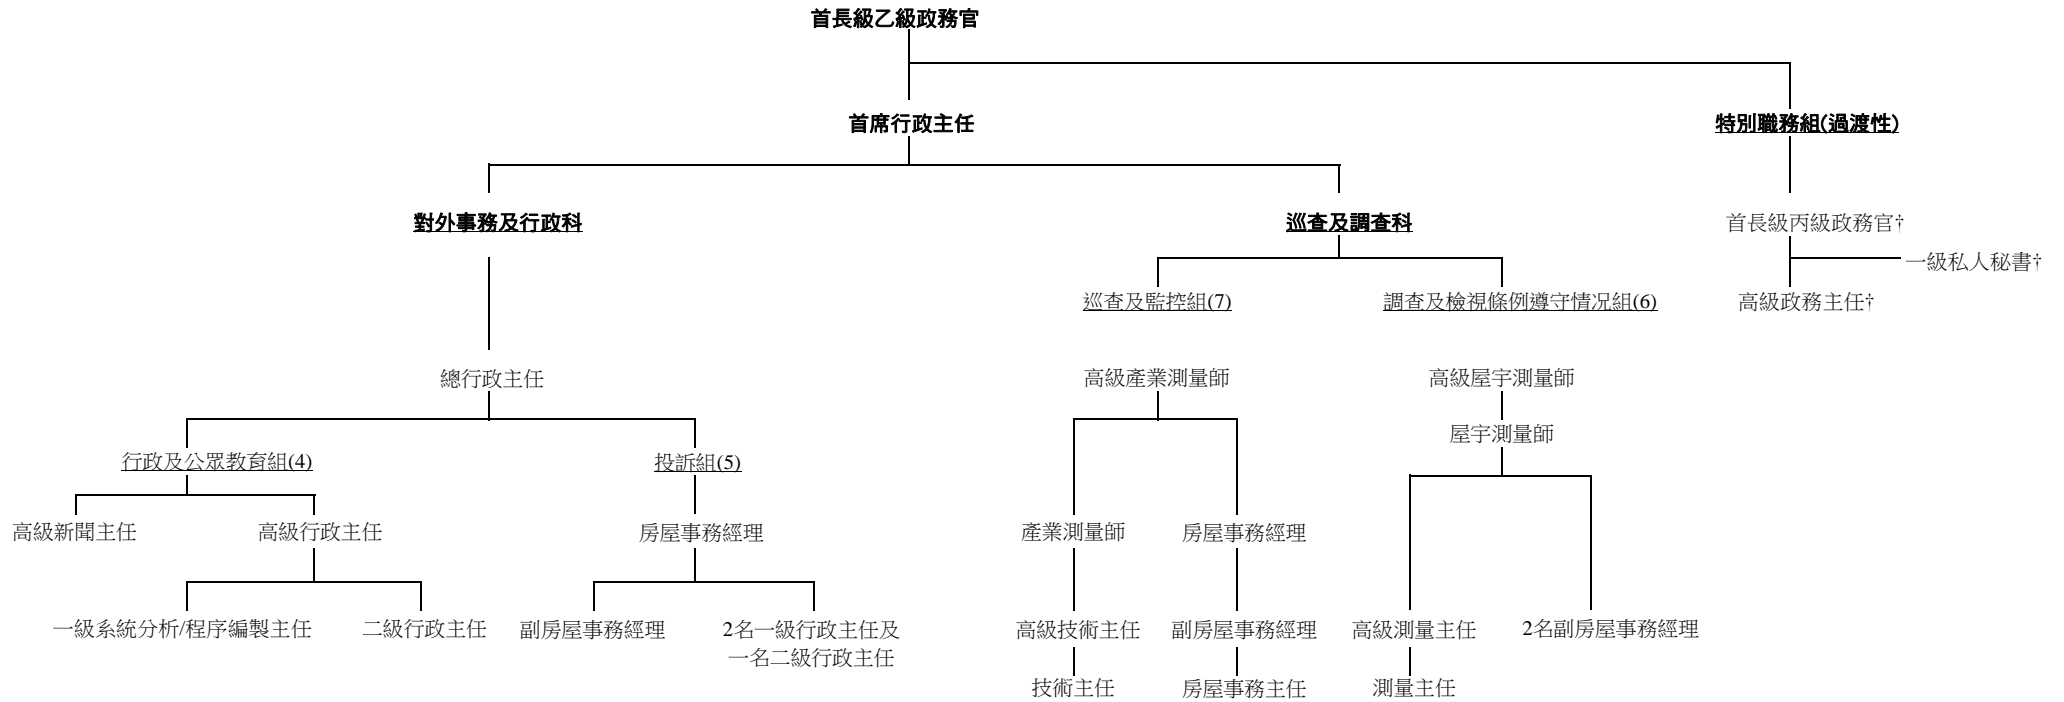 首長級乙級政務官
首席行政主任
特別職務組(過渡性)
對外事務及行政科
巡查及調查科
首長級丙級政務官†
一級私人秘書†
巡查及監控組(7)
調查及檢視條例遵守情況組(6)
高級政務主任†
總行政主任
高級產業測量師
高級屋宇測量師
屋宇測量師
行政及公眾教育組(4)
投訴組(5)
高級新聞主任
高級行政主任
房屋事務經理
產業測量師
房屋事務經理
一級系統分析/程序編製主任
二級行政主任
副房屋事務經理
2名一級行政主任及
一名二級行政主任
高級技術主任
副房屋事務經理
高級測量主任
2名副房屋事務經理
技術主任
房屋事務主任
測量主任